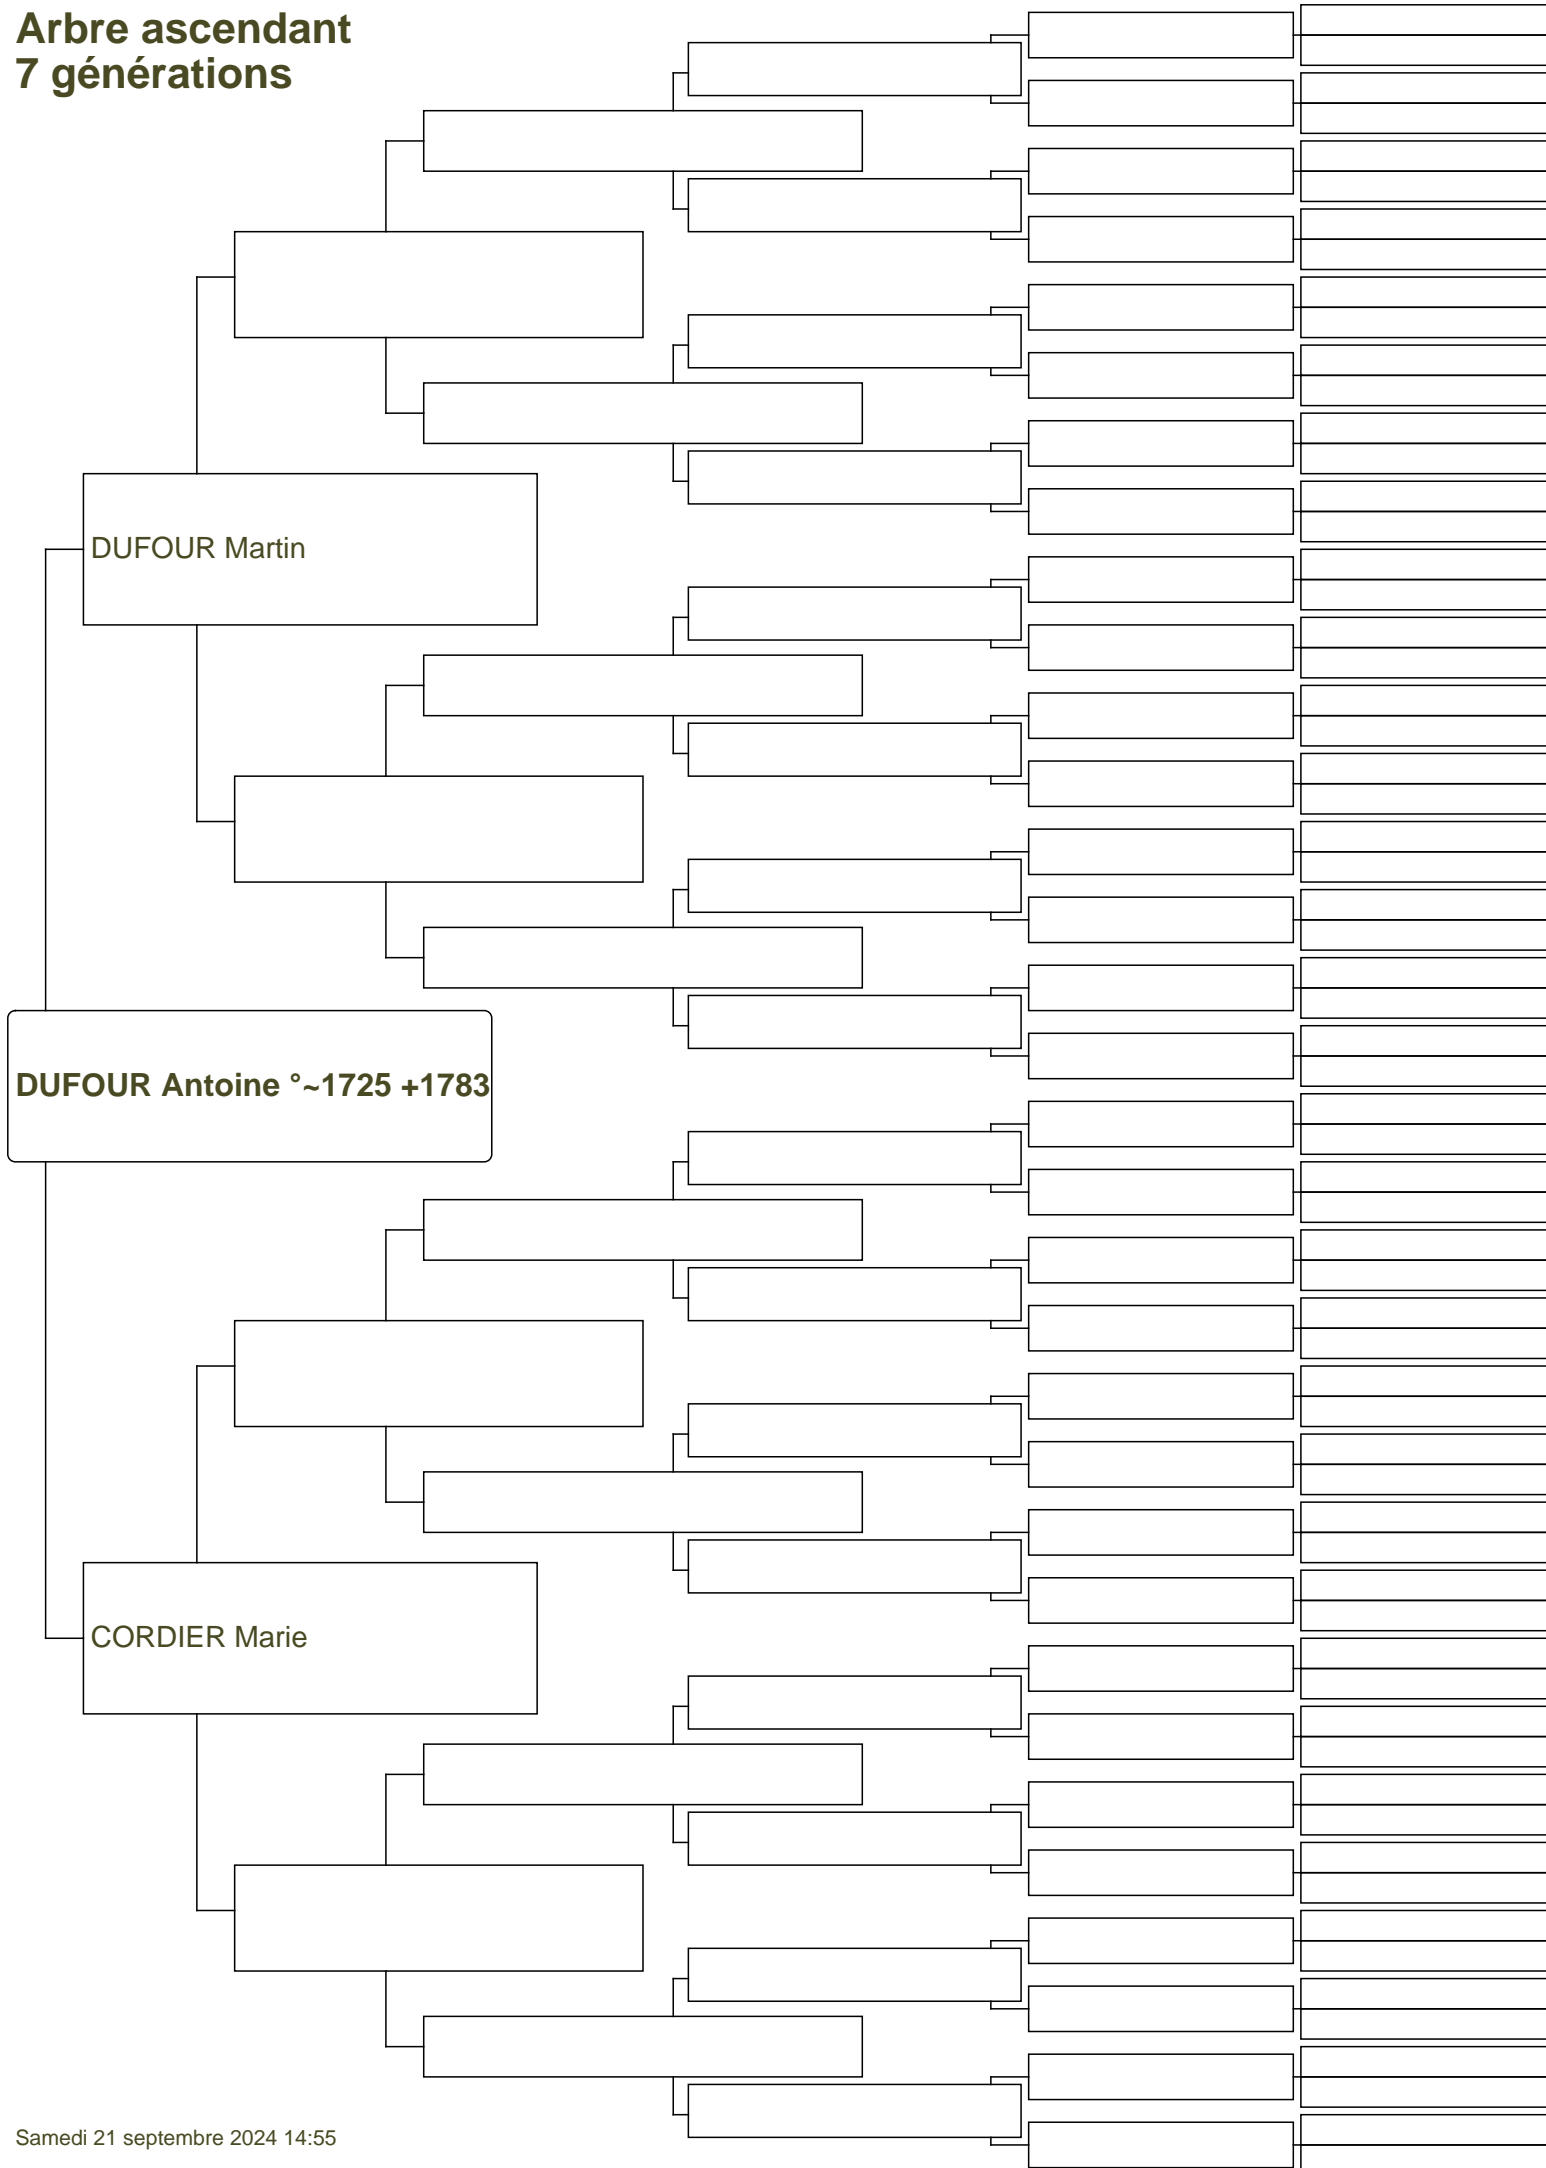 Arbre ascendant
7 générations
DUFOUR Martin
DUFOUR Antoine °~1725 +1783
CORDIER Marie
Samedi 21 septembre 2024 14:55